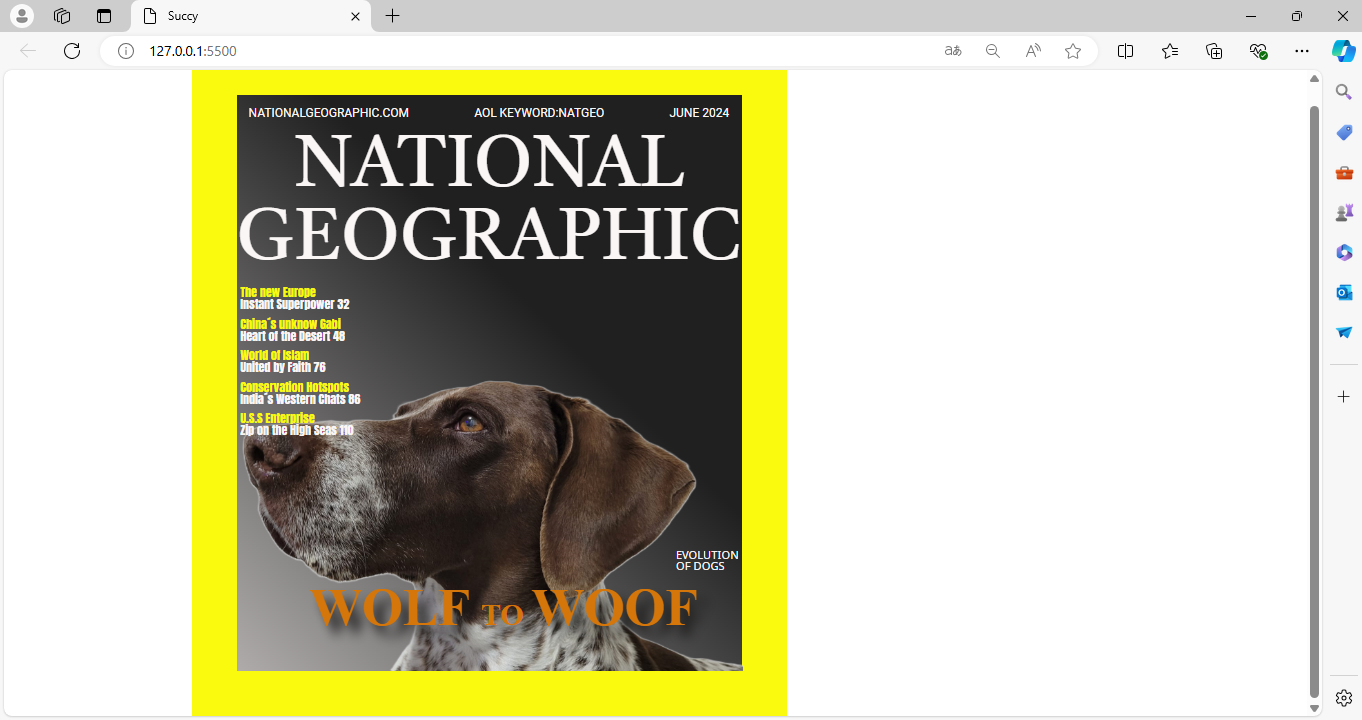 Succy
127.0.0.1:5500
NATIONALGEOGRAPHIC.COM AOL KEYWORD:NATGEO JUNE 2024
NATIONAL
GEOGRAPHIC
The new Europe
Instant Superpower 32
China´s unknow Gabi
Heart of the Desert 48
World of Islam
United by Faith 76
Conservation Hotspots
India´s Western Chats 86
U.S.S Enterprise
Zip on the High Seas 110
EVOLUTION
OF DOGS
WOLF TO WOOF